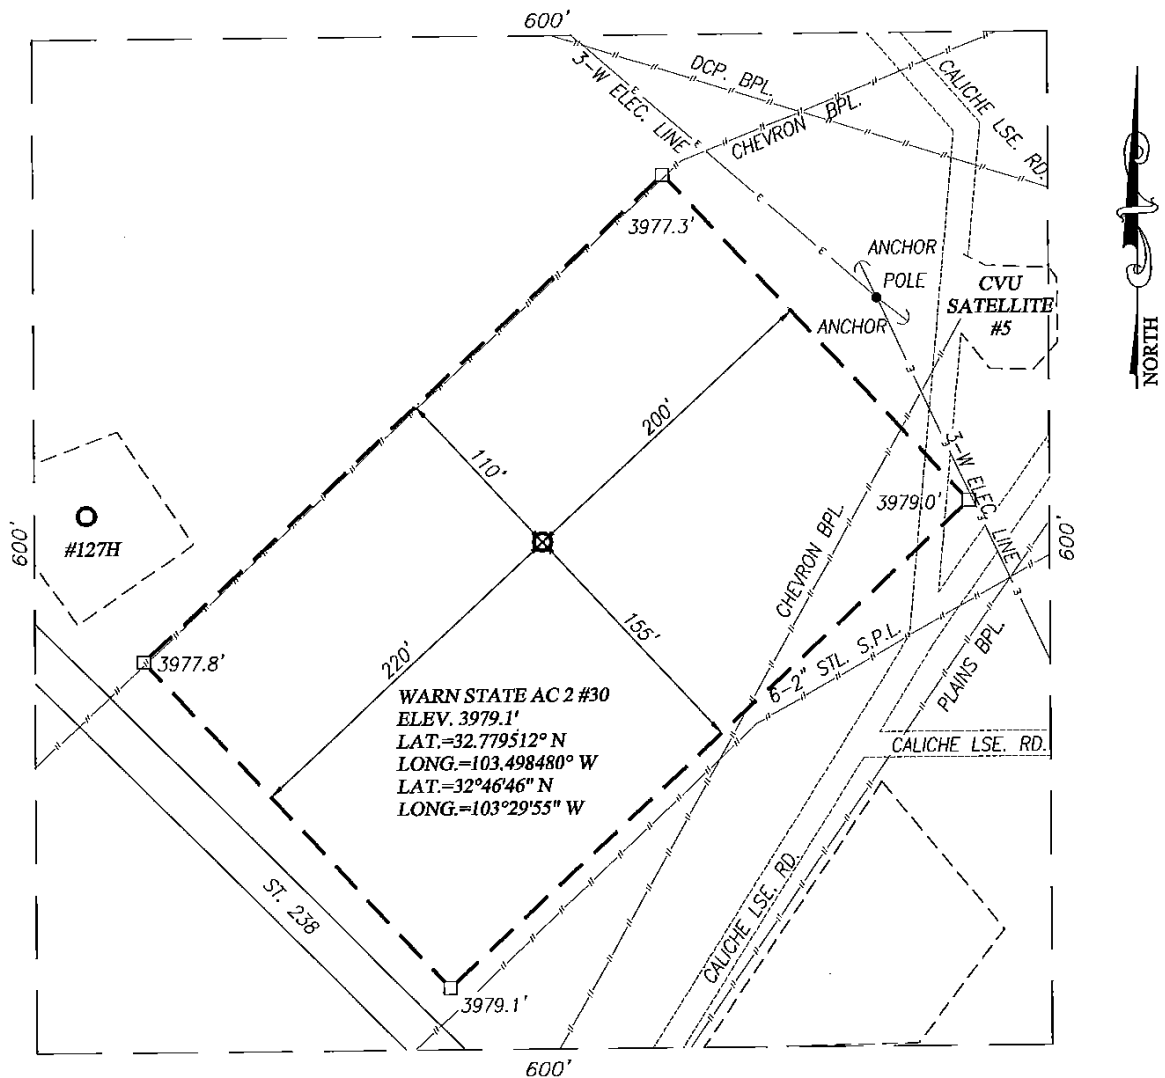 600'
3-W ELEC. LINE
DCP. BPL.
CHEVRON BPL.
CALICHE LSE. RD.
3977.3'
ANCHOR
POLE
ANCHOR
CVU
SATELLITE
#5
NORTH
200'
110'
3-W ELEC. LINE
3979.0'
600'
#127H
600'
CHEVRON BPL.
155'
220'
3977.8'
6-2" STL. S.P.L.
PLAINS BPL.
WARN STATE AC 2 #30
ELEV. 3979.1'
LAT.=32.779512° N
LONG.=103.498480° W
LAT.=32°46'46" N
LONG.=103°29'55" W
CALICHE LSE. RD.
ST. 238
CALICHE LSE. RD.
3979.1'
600'